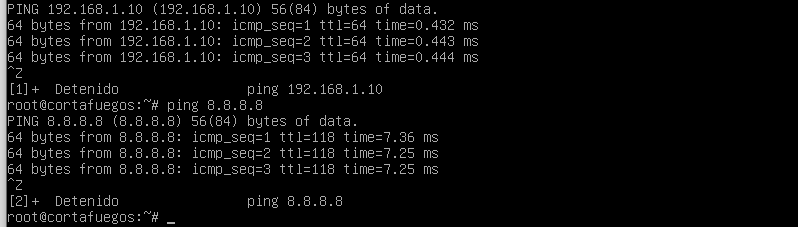 PING 192.168.1.10 (192.168.1.10) 56(84) bytes of data.
64 bytes from 192.168.1.10: icmp_seq=1 ttl=64 time=0.432 ms
64 bytes from 192.168.1.10: icmp_seq=2 ttl=64 time=0.443 ms
64 bytes from 192.168.1.10: icmp_seq=3 ttl=64 time=0.444 ms
^Z
[1]+  Detenido                ping 192.168.1.10
root@cortafuegos:~# ping 8.8.8.8
PING 8.8.8.8 (8.8.8.8) 56(84) bytes of data.
64 bytes from 8.8.8.8: icmp_seq=1 ttl=118 time=7.36 ms
64 bytes from 8.8.8.8: icmp_seq=2 ttl=118 time=7.25 ms
64 bytes from 8.8.8.8: icmp_seq=3 ttl=118 time=7.25 ms
^Z
[2]+  Detenido                ping 8.8.8.8
root@cortafuegos:~# _